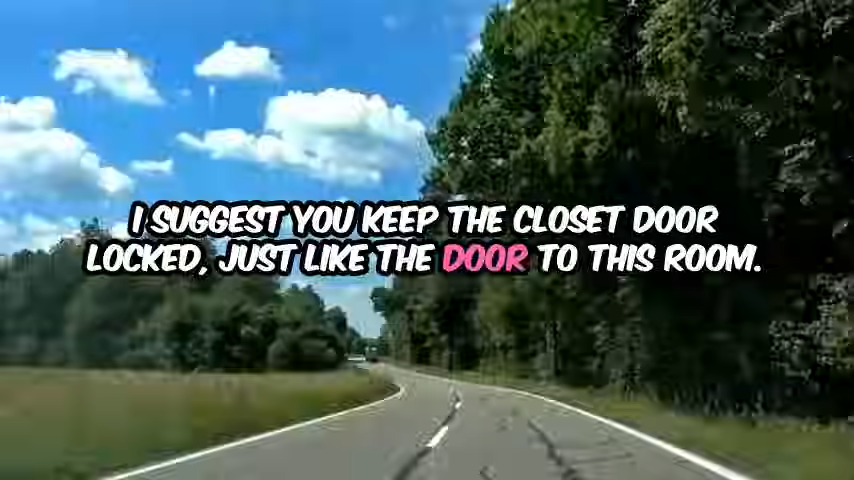 I SUGGEST YOU KEEP THE CLOSET DOOR
LOCKED, JUST LIKE THE DOOR TO THIS ROOM.